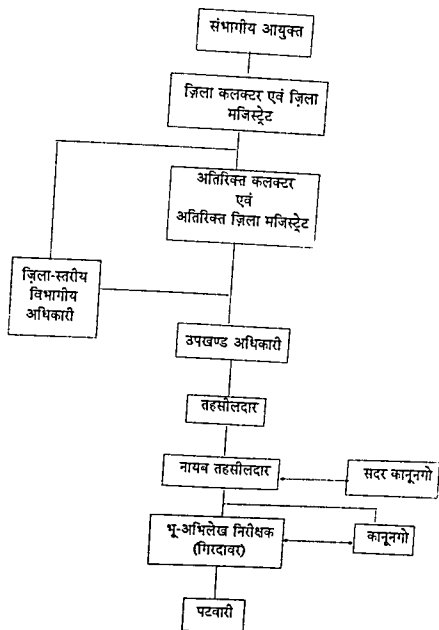 संभागीय आयुक्त
ज़िला कलक्टर एवं ज़िला
मजिस्ट्रेट
अतिरिक्त कलक्टर
एवं
अतिरिक्त ज़िला मजिस्ट्रेट
ज़िला-स्तरीय
विभागीय
अधिकारी
उपखण्ड अधिकारी
तहसीलदार
नायब तहसीलदार
सदर कानूनगो
भू-अभिलेख निरीक्षक
(गिरदावर)
कानूनगो
पटवारी